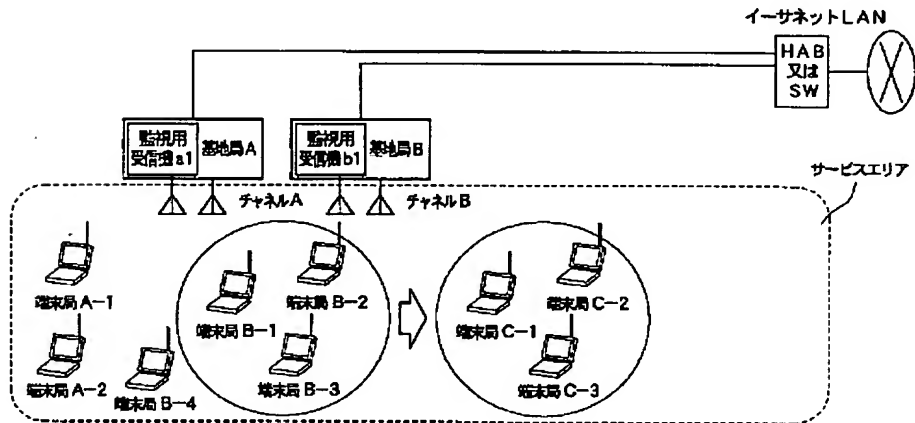 イーサネットLAN
HAB
又は
SW
監視用
受信機a1
基地局A
監視用
受信機b1
基地局B
サービスエリア
チャネルA
チャネルB
端末局A-1
端末局B-1
端末局B-2
端末局C-1
端末局C-2
端末局A-2
端末局B-4
端末局B-3
端末局C-3